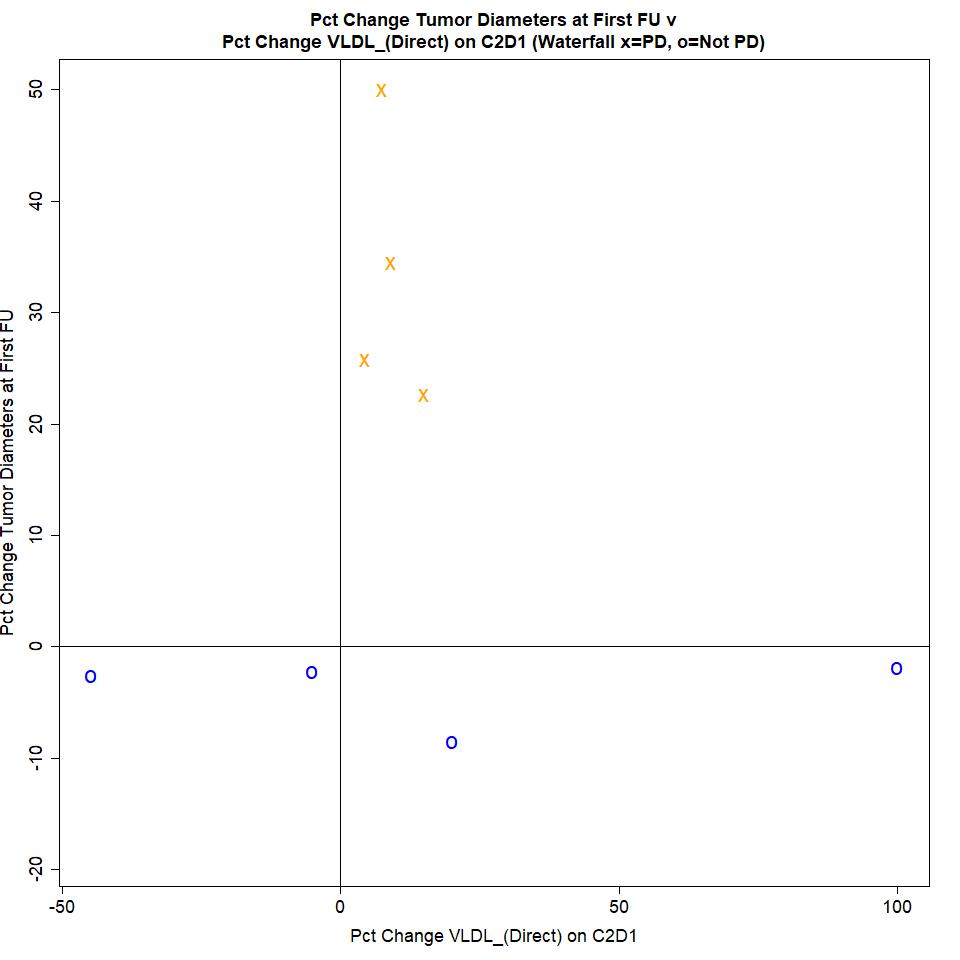 Pct Change Tumor Diameters at First FU v
Pct Change VLDL_(Direct) on C2D1 (Waterfall x=PD, o=Not PD)
Pct Change Tumor Diameters at First FU
50
40
30
20
10
0
-10
-20
X
X
X
X
O
O
O
O
-50
0
50
100
Pct Change VLDL_(Direct) on C2D1